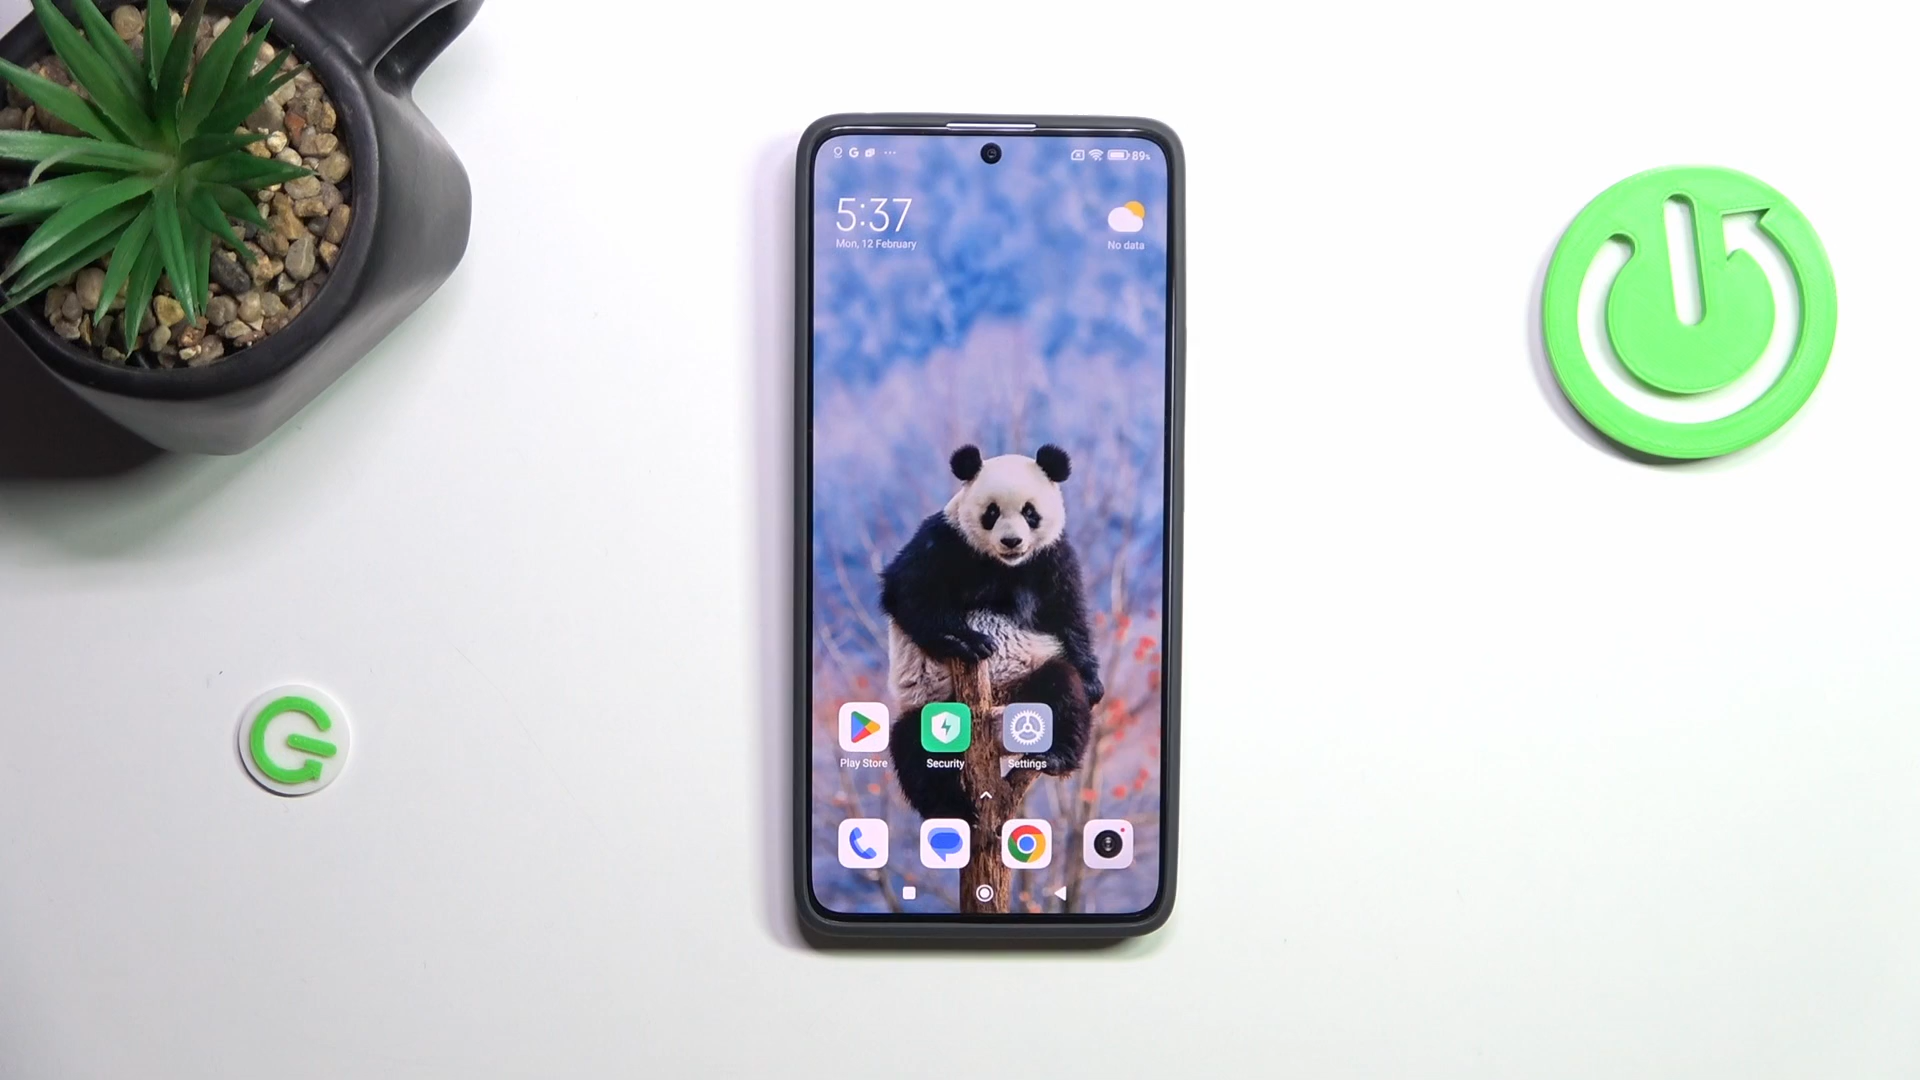 89%
5:37
Mon, 12 February
No data
Play Store
Security
Settings